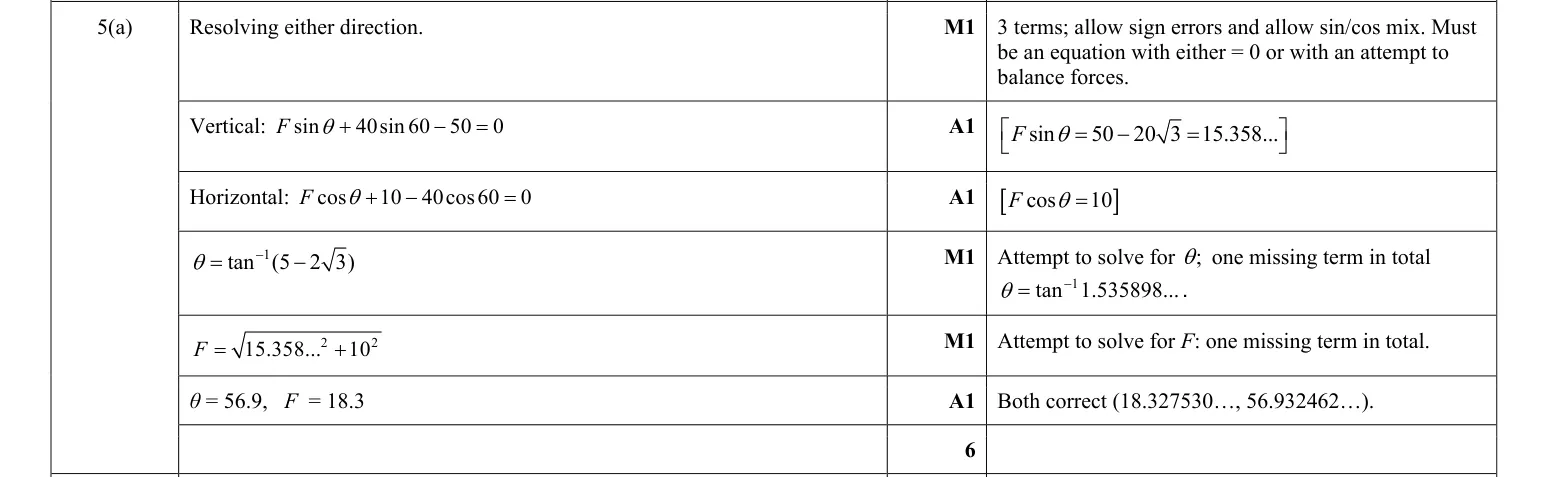 5(a) Resolving either direction. M1 3 terms; allow sign errors and allow sin/cos mix. Must
be an equation with either = 0 or with an attempt to
balance forces.
Vertical: F sin θ + 40 sin 60 − 50 = 0 A1 [F sin θ = 50 − 20√3 = 15.358...]
Horizontal: F cos θ + 10 − 40 cos 60 = 0 A1 [F cos θ = 10]
θ = tan⁻¹(5 − 2√3) M1 Attempt to solve for θ; one missing term in total
θ = tan⁻¹ 1.535898... .
F = √(15.358...² + 10²) M1 Attempt to solve for F: one missing term in total.
θ = 56.9, F = 18.3 A1 Both correct (18.327530…, 56.932462…).
6